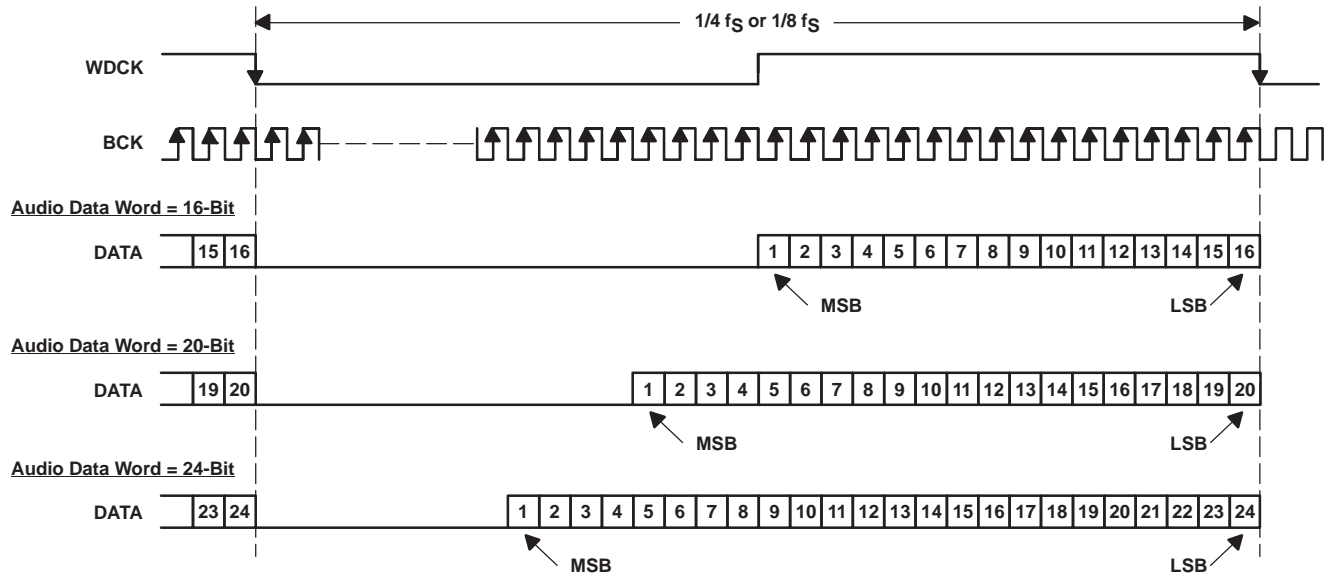 1/4 fS or 1/8 fS
WDCK
BCK
Audio Data Word = 16-Bit
DATA 15 16 1 2 3 4 5 6 7 8 9 10 11 12 13 14 15 16
MSB LSB
Audio Data Word = 20-Bit
DATA 19 20 1 2 3 4 5 6 7 8 9 10 11 12 13 14 15 16 17 18 19 20
MSB LSB
Audio Data Word = 24-Bit
DATA 23 24 1 2 3 4 5 6 7 8 9 10 11 12 13 14 15 16 17 18 19 20 21 22 23 24
MSB LSB